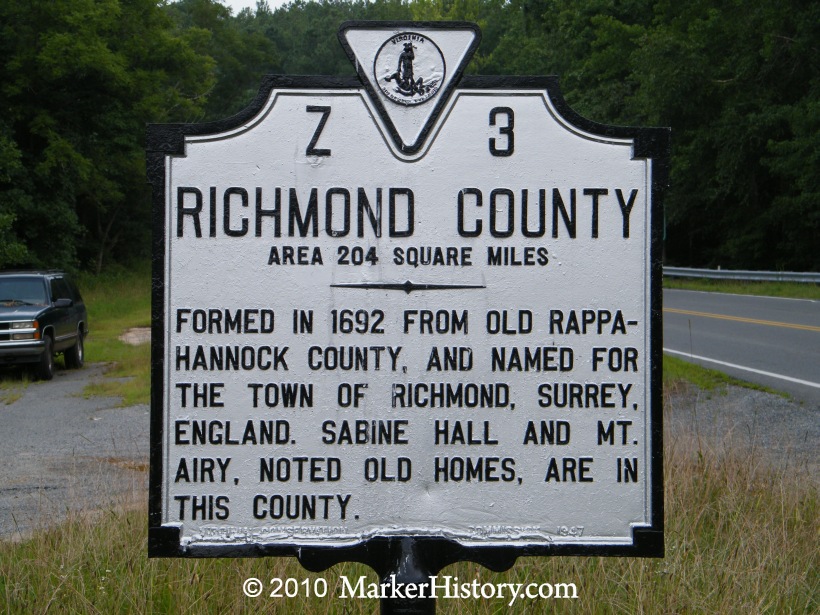 VIRGINIA
Z 3
RICHMOND COUNTY
AREA 204 SQUARE MILES
FORMED IN 1692 FROM OLD RAPPA-
HANNOCK COUNTY, AND NAMED FOR
THE TOWN OF RICHMOND, SURREY,
ENGLAND. SABINE HALL AND MT.
AIRY, NOTED OLD HOMES, ARE IN
THIS COUNTY.
VIRGINIA CONSERVATION COMMISSION 1947
© 2010 MarkerHistory.com